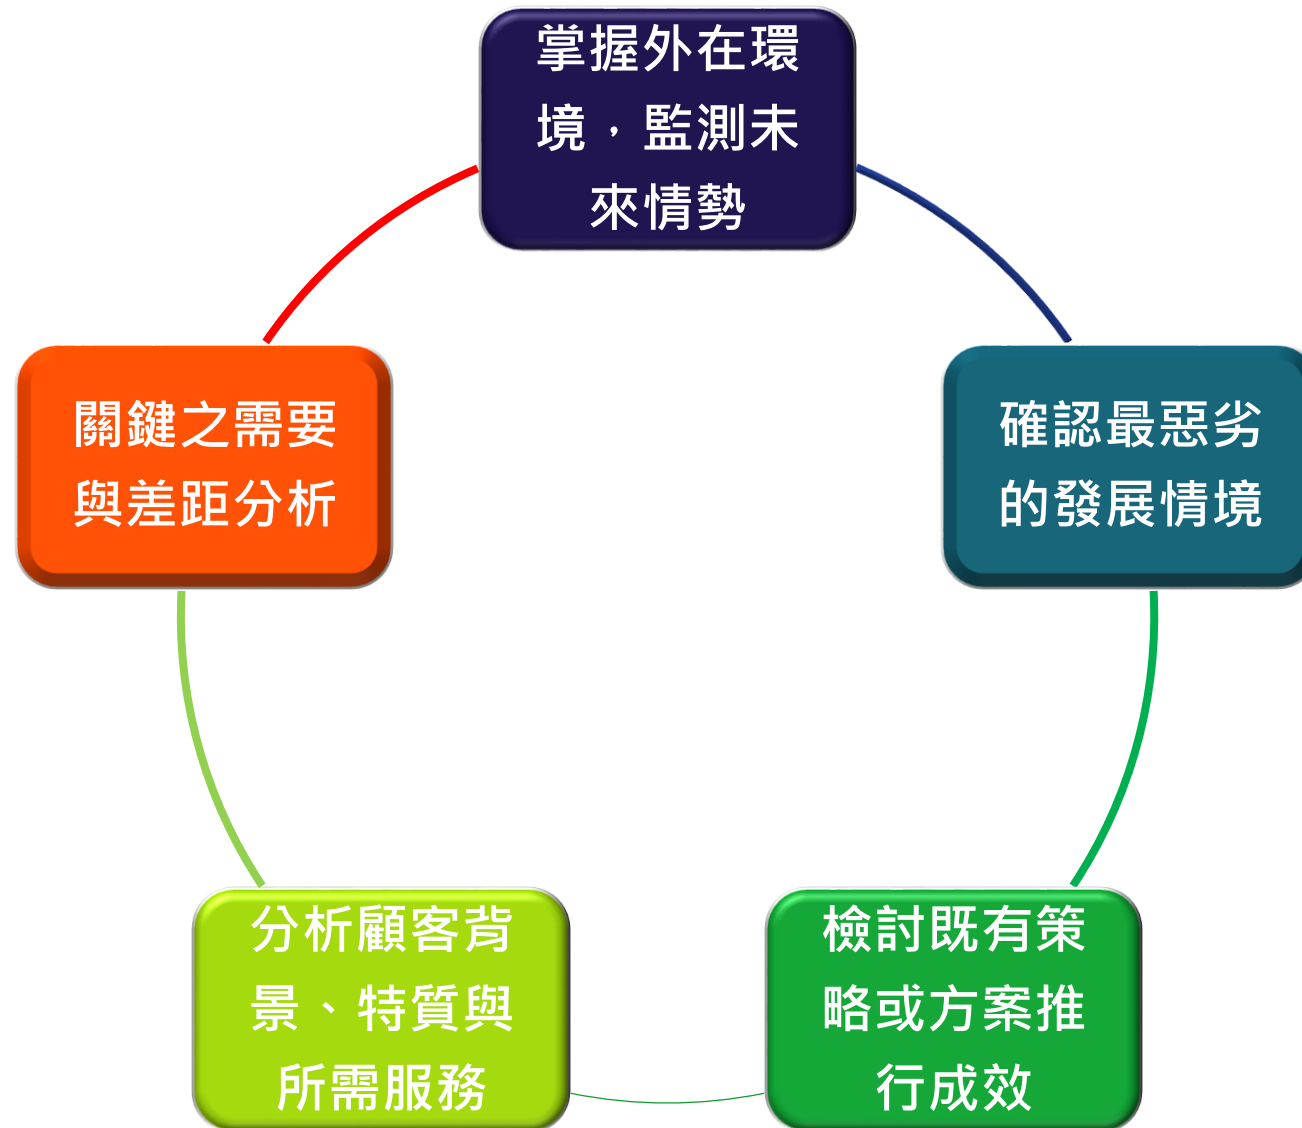 掌握外在環
境，監測未
來情勢
確認最惡劣
的發展情境
檢討既有策
略或方案推
行成效
分析顧客背
景、特質與
所需服務
關鍵之需要
與差距分析